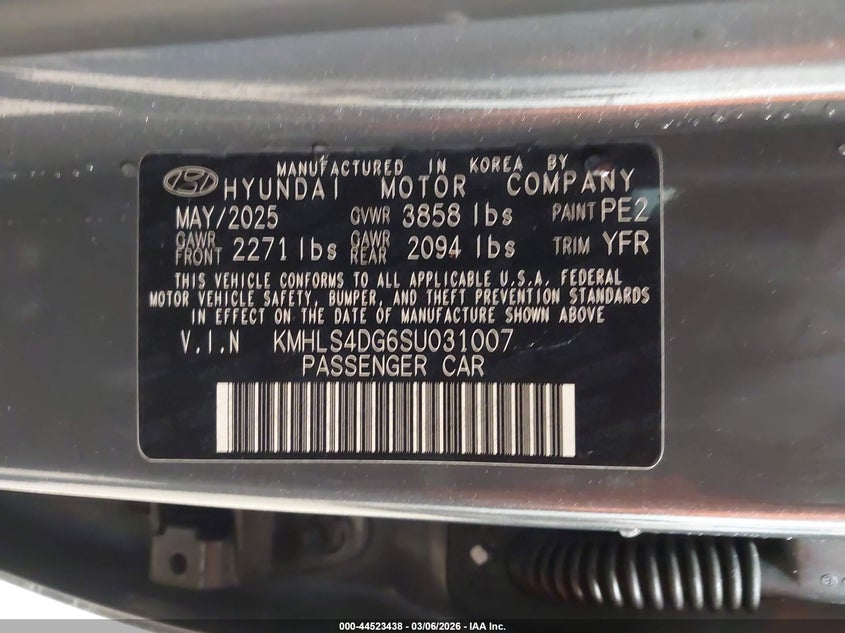 MANUFACTURED IN KOREA BY
HYUNDAI MOTOR COMPANY
MAY/2025 GVWR 3858 lbs PAINT PE2
GAWR FRONT 2271 lbs GAWR REAR 2094 lbs TRIM YFR
THIS VEHICLE CONFORMS TO ALL APPLICABLE U.S.A. FEDERAL
MOTOR VEHICLE SAFETY, BUMPER, AND THEFT PREVENTION STANDARDS
IN EFFECT ON THE DATE OF MANUFACTURE SHOWN ABOVE
V.I.N KMHLS4DG6SU031007
PASSENGER CAR
000-44523438 - 03/06/2026 - IAA Inc.